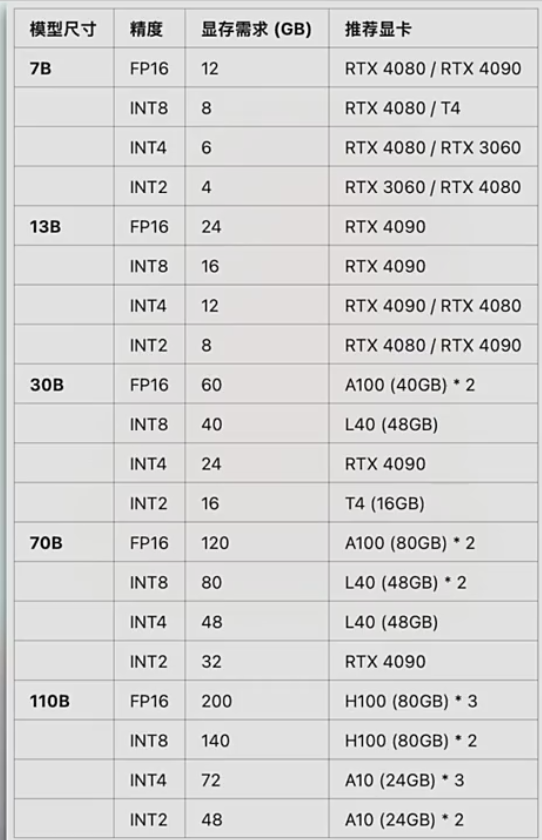 模型尺寸 精度 显存需求 (GB) 推荐显卡
7B FP16 12 RTX 4080 / RTX 4090
INT8 8 RTX 4080 / T4
INT4 6 RTX 4080 / RTX 3060
INT2 4 RTX 3060 / RTX 4080
13B FP16 24 RTX 4090
INT8 16 RTX 4090
INT4 12 RTX 4090 / RTX 4080
INT2 8 RTX 4080 / RTX 4090
30B FP16 60 A100 (40GB) * 2
INT8 40 L40 (48GB)
INT4 24 RTX 4090
INT2 16 T4 (16GB)
70B FP16 120 A100 (80GB) * 2
INT8 80 L40 (48GB) * 2
INT4 48 L40 (48GB)
INT2 32 RTX 4090
110B FP16 200 H100 (80GB) * 3
INT8 140 H100 (80GB) * 2
INT4 72 A10 (24GB) * 3
INT2 48 A10 (24GB) * 2